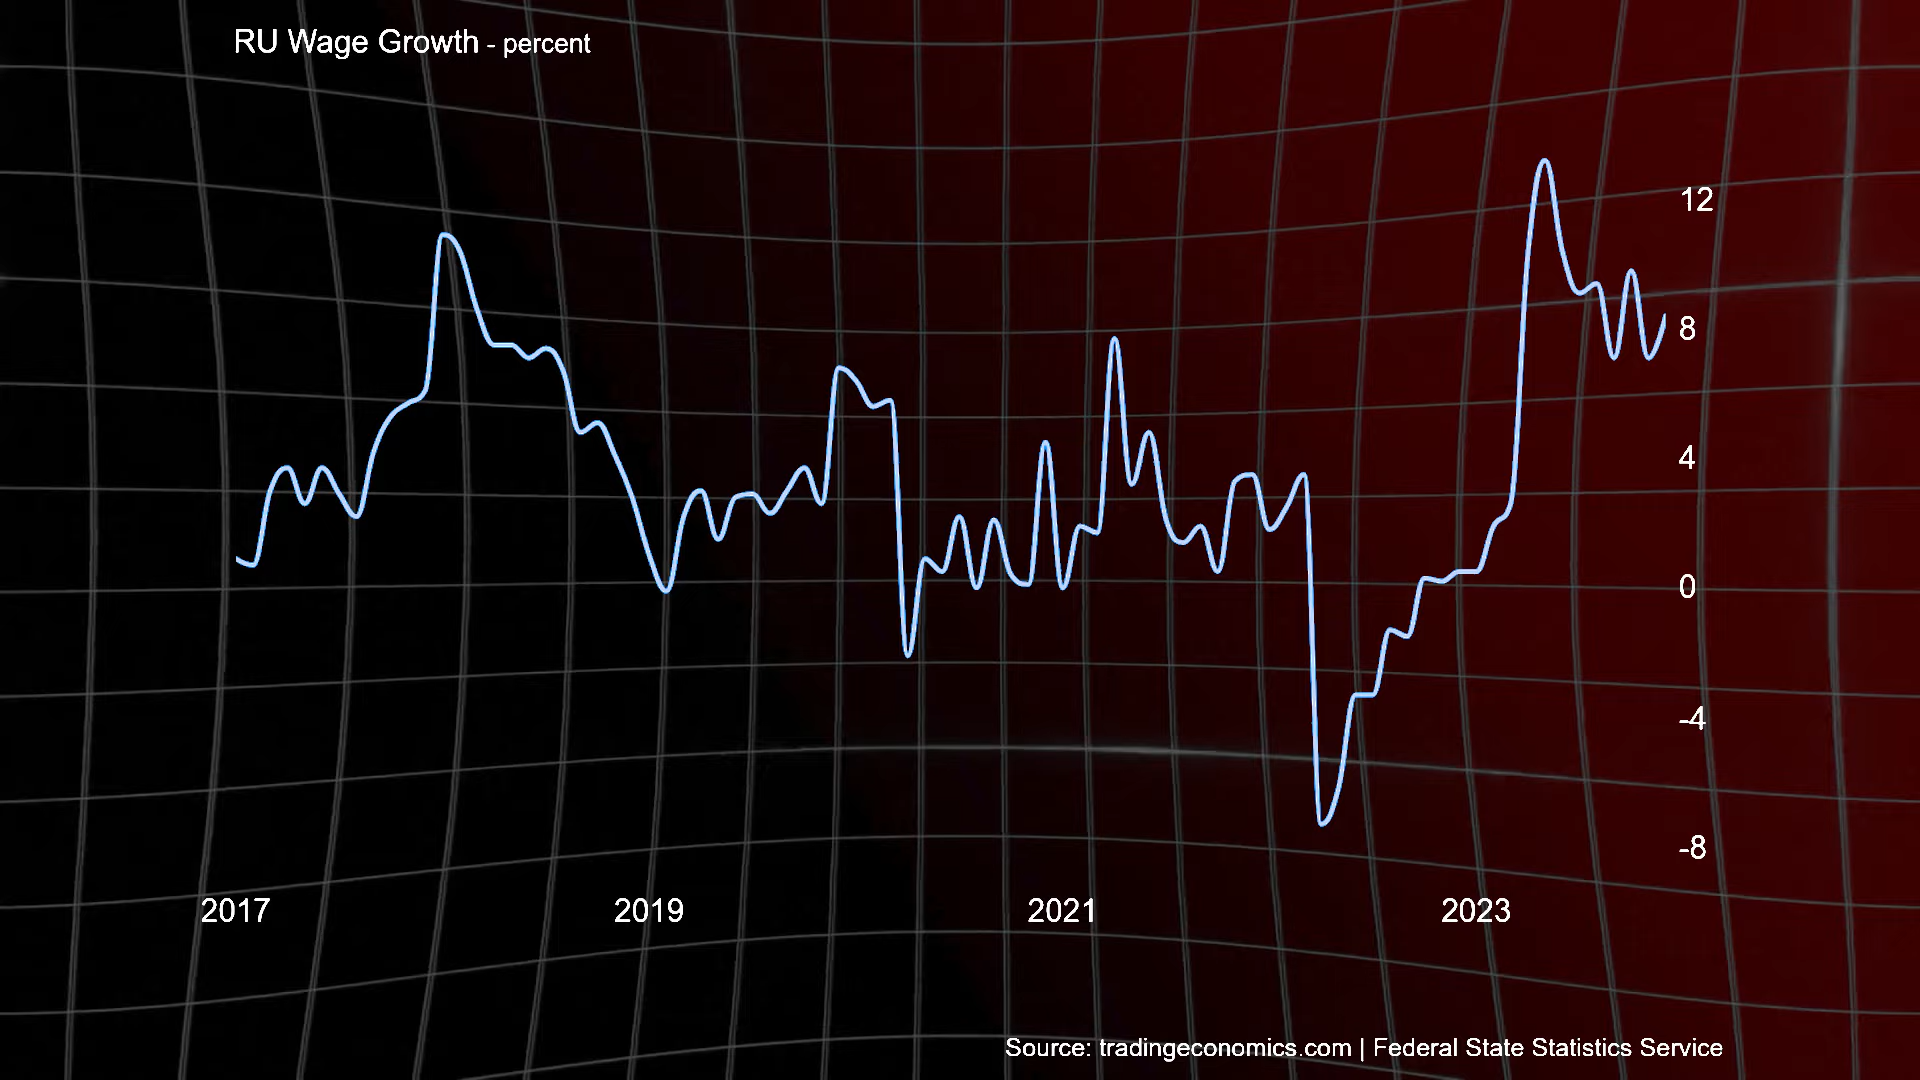 RU Wage Growth - percent
12
8
4
0
-4
-8
2017 2019 2021 2023
Source: tradingeconomics.com | Federal State Statistics Service